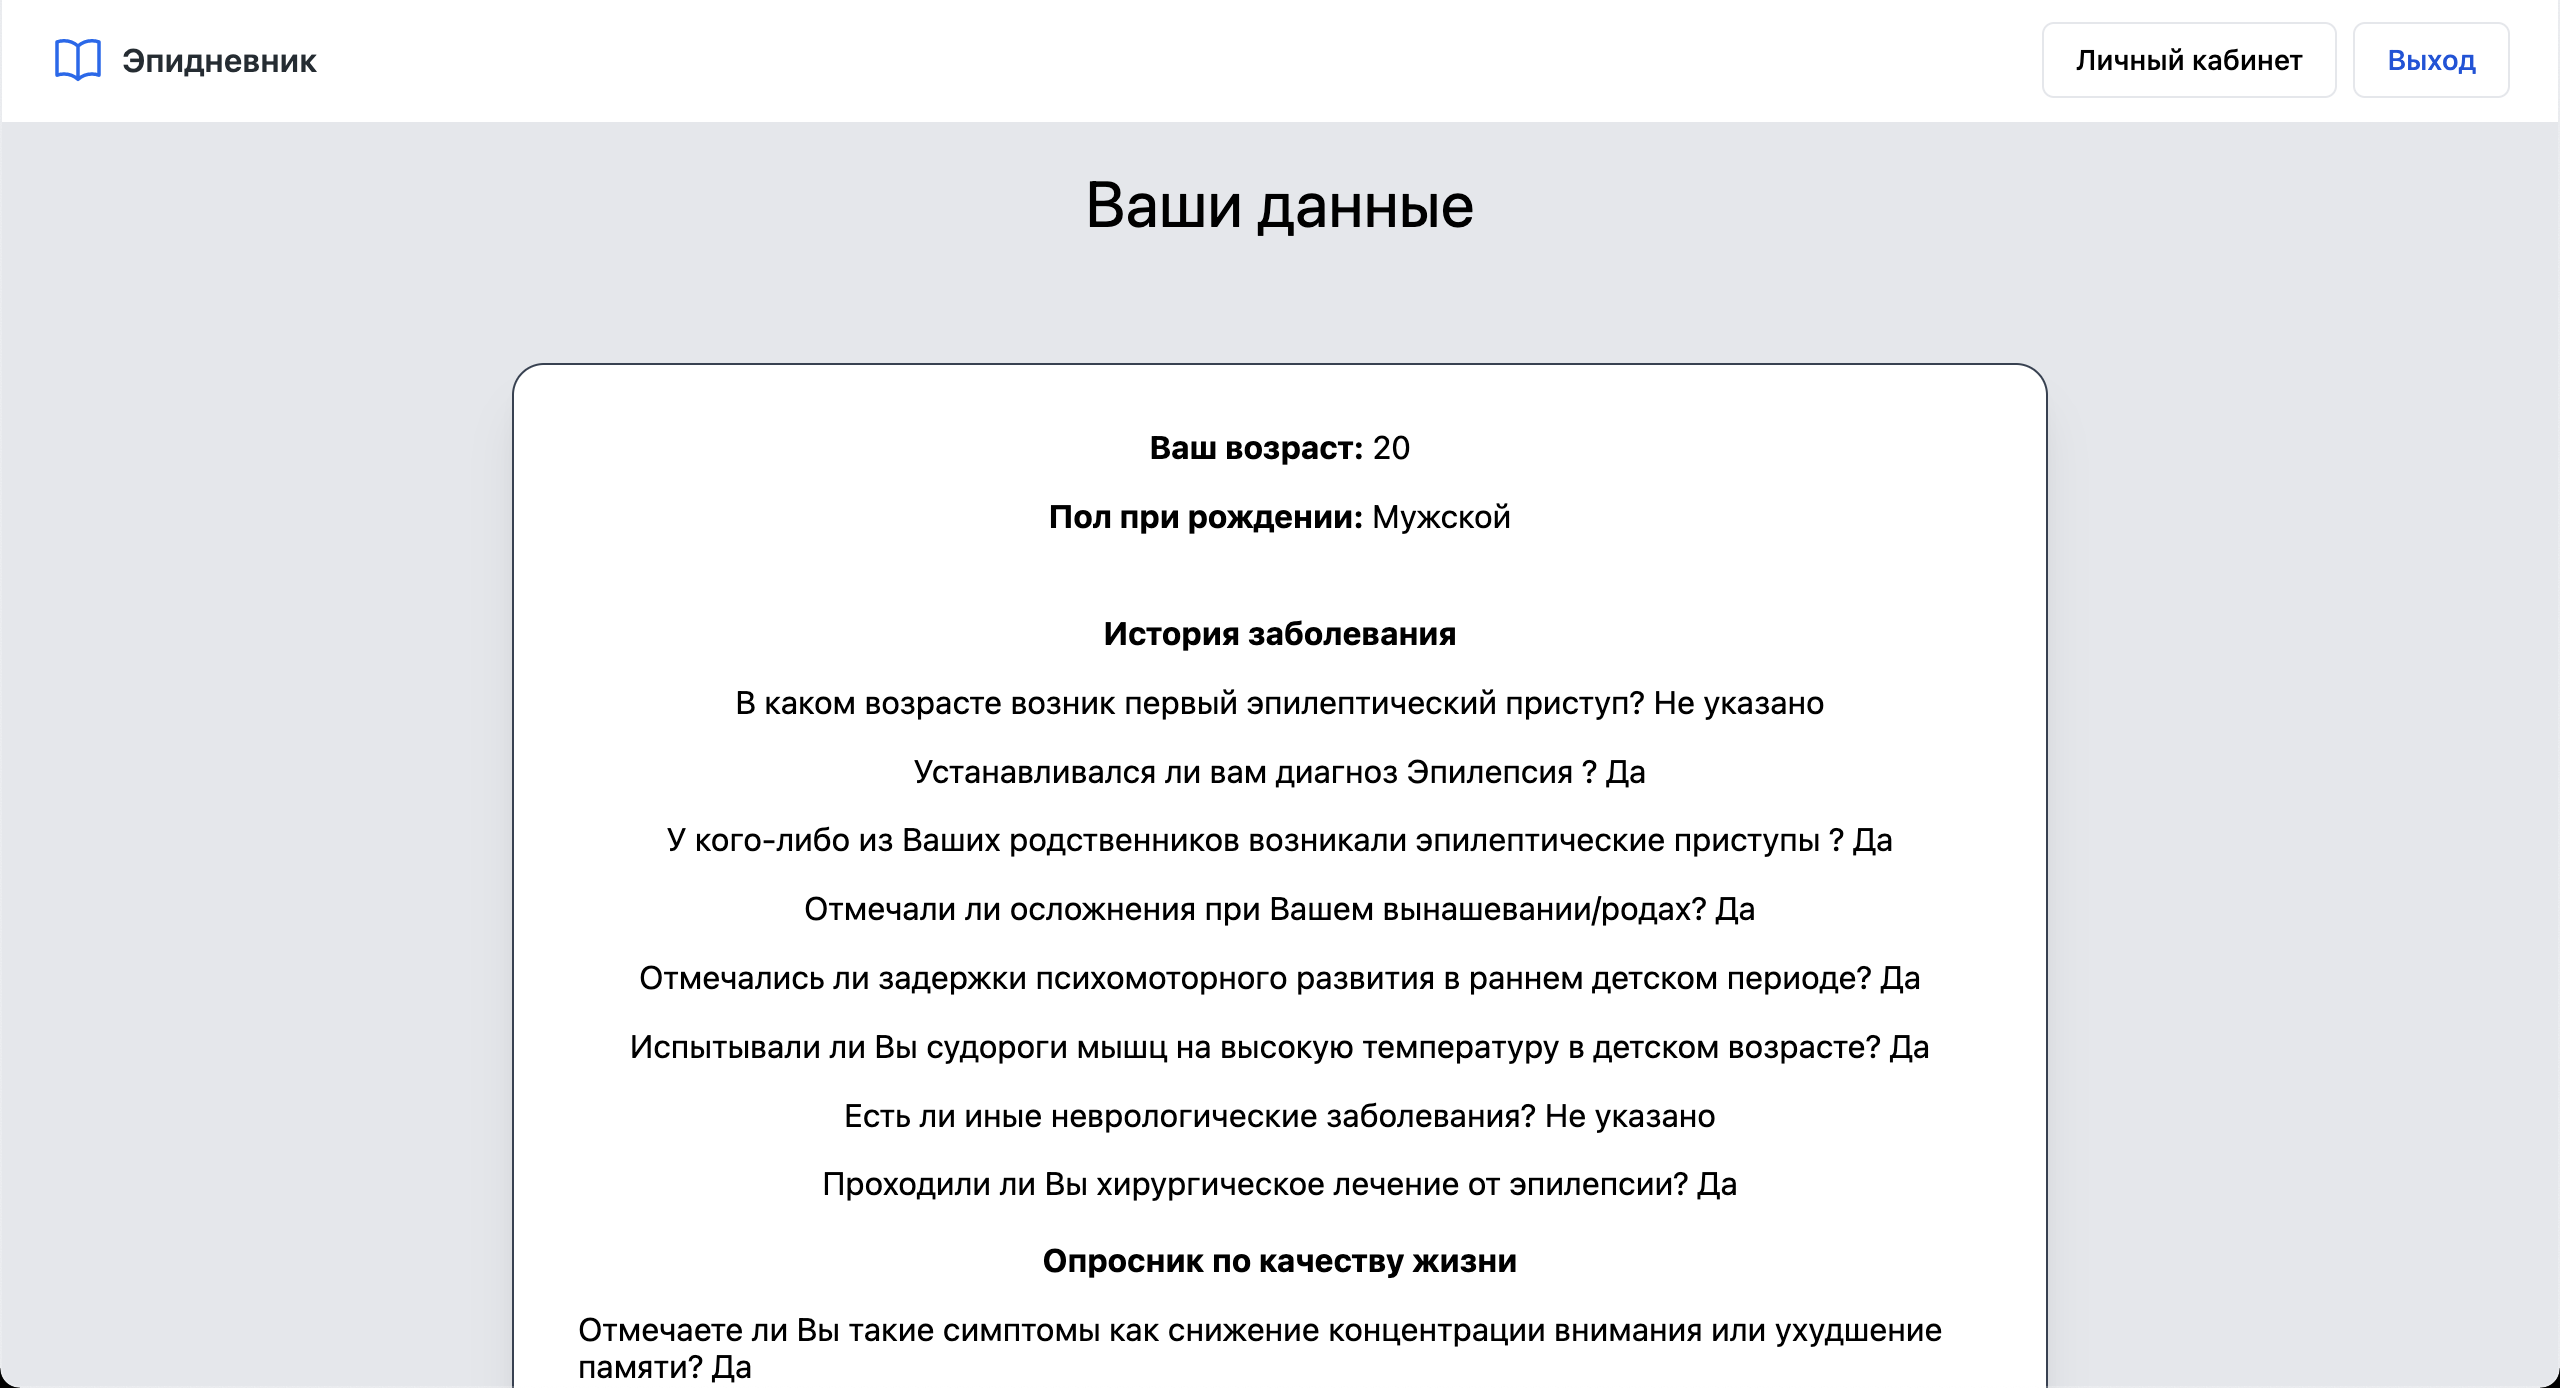 Эпидневник
Личный кабинет
Выход
Ваши данные
Ваш возраст: 20
Пол при рождении: Мужской
История заболевания
В каком возрасте возник первый эпилептический приступ? Не указано
Устанавливался ли вам диагноз Эпилепсия ? Да
У кого-либо из Ваших родственников возникали эпилептические приступы ? Да
Отмечали ли осложнения при Вашем вынашевании/родах? Да
Отмечались ли задержки психомоторного развития в раннем детском периоде? Да
Испытывали ли Вы судороги мышц на высокую температуру в детском возрасте? Да
Есть ли иные неврологические заболевания? Не указано
Проходили ли Вы хирургическое лечение от эпилепсии? Да
Опросник по качеству жизни
Отмечаете ли Вы такие симптомы как снижение концентрации внимания или ухудшение
памяти? Да